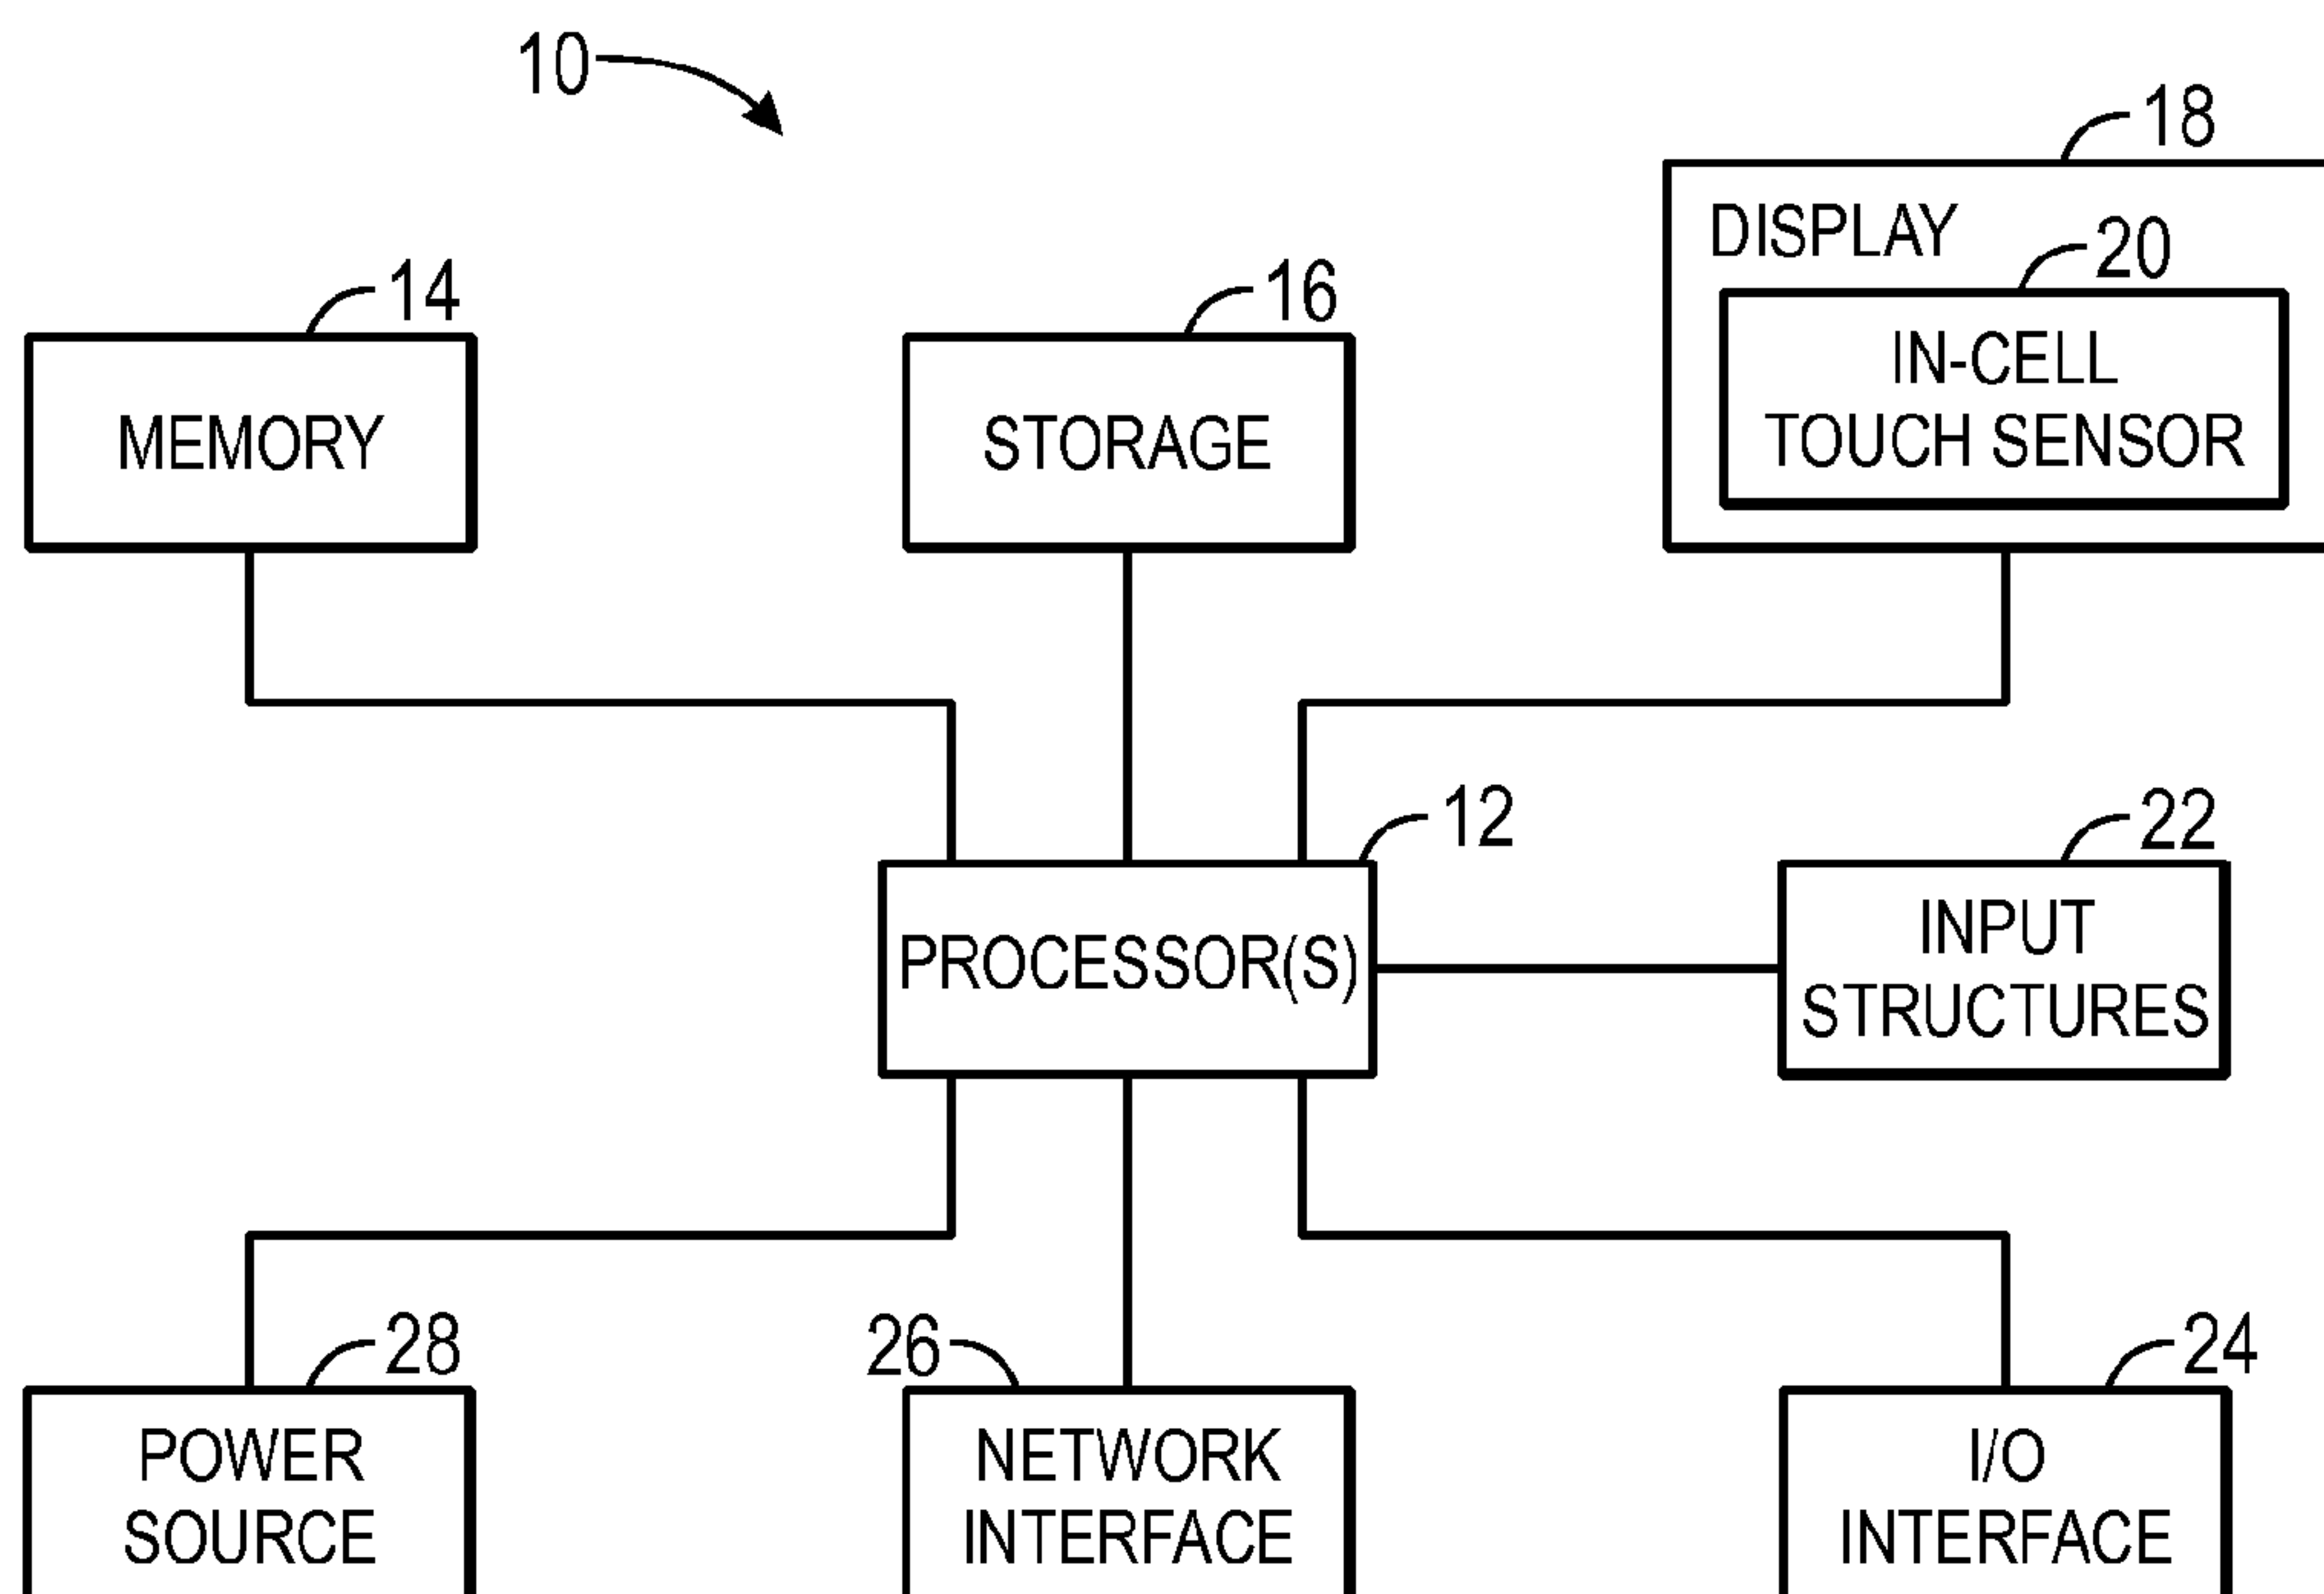 10
18
DISPLAY
20
14
16
IN-CELL
TOUCH SENSOR
MEMORY
STORAGE
12
22
PROCESSOR(S)
INPUT
STRUCTURES
28
26
24
POWER
SOURCE
NETWORK
INTERFACE
I/O
INTERFACE